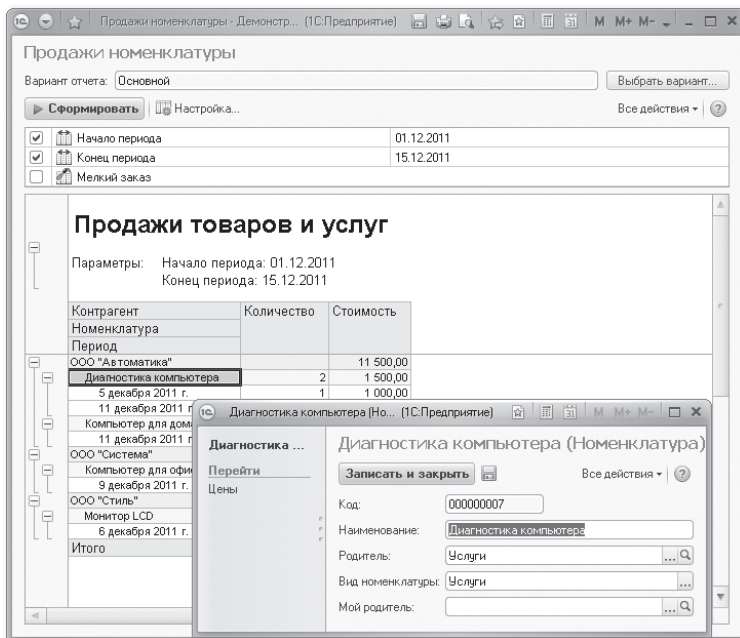 Продажи номенклатуры - Демонстр... (1С:Предприятие) M M+ M-
Продажи номенклатуры
Вариант отчета: Основной Выбрать вариант...
Сформировать Настройка... Все действия
Начало периода 01.12.2011
Конец периода 15.12.2011
Мелкий заказ
Продажи товаров и услуг
Параметры: Начало периода: 01.12.2011
Конец периода: 15.12.2011
Контрагент Количество Стоимость
Номенклатура
Период
ООО "Автоматика" 11 500,00
Диагностика компьютера 2 1 500,00
5 декабря 2011 г. 1 1 000,00
11 декабря 2011 г
Компьютер для дома
11 декабря 2011 г.
ООО "Система"
Компьютер для офи
9 декабря 2011 г.
ООО "Стиль"
Монитор LCD
6 декабря 2011 г.
Итого
Диагностика компьютера (Но... (1С:Предприятие) M M+ M-
Диагностика ...
Перейти
Цены
Диагностика компьютера (Номенклатура)
Записать и закрыть Все действия
Код: 000000007
Наименование: Диагностика компьютера
Родитель: Услуги
Вид номенклатуры: Услуги
Мой родитель: